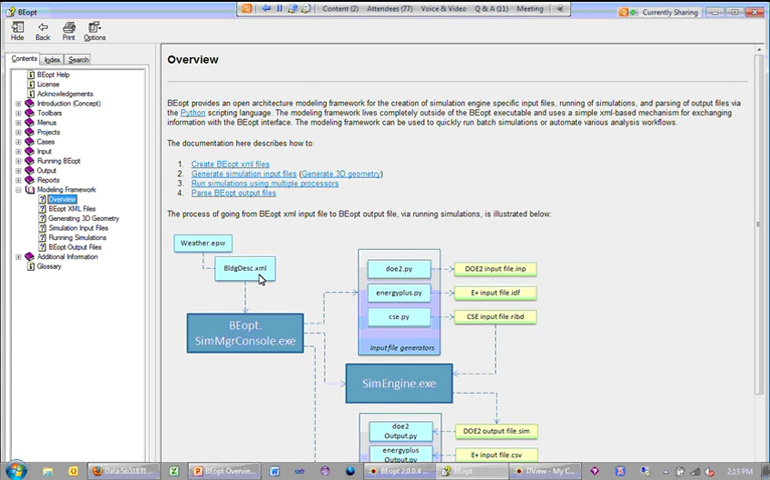 BEopt
Content (2)
Attendees (77)
Voice & Video
Q & A (11)
Meeting
Currently Sharing
Hide
Back
Print
Options
Contents
Index
Search
BEopt Help
License
Acknowledgements
Introduction (Concept)
Toolbars
Menus
Projects
Cases
Input
Running BEopt
Output
Reports
Modeling Framework
Overview
BEopt XML Files
Generating 3D Geometry
Simulation Input Files
Running Simulations
BEopt Output Files
Additional Information
Glossary
Overview
BEopt provides an open architecture modeling framework for the creation of simulation engine specific input files, running of simulations, and parsing of output files via
the Python scripting language. The modeling framework lives completely outside of the BEopt executable and uses a simple xml-based mechanism for exchanging
information with the BEopt interface. The modeling framework can be used to quickly run batch simulations or automate various analysis workflows.
The documentation here describes how to:
1. Create BEopt xml files
2. Generate simulation input files (Generate 3D geometry)
3. Run simulations using multiple processors
4. Parse BEopt output files
The process of going from BEopt xml input file to BEopt output file, via running simulations, is illustrated below:
Weather.epw
BldgDesc.xml
BEopt.
SimMgrConsole.exe
doe2.py
DOE2 input file.inp
energyplus.py
E+ input file.idf
cse.py
CSE input file.ribd
Input file generators
SimEngine.exe
doe2
Output.py
DOE2 output file.sim
energyplus
Output.py
E+ input file.csv
BEopt Overvie...
BEopt 2.0.0.4
BEopt
DView - My C...
2:13 PM